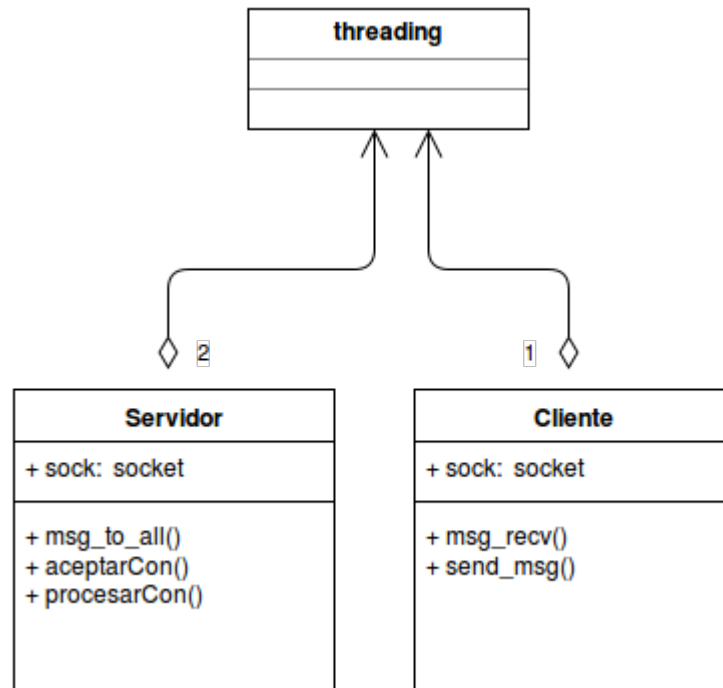 threading
2
1
Servidor
+ sock: socket
+ msg_to_all()
+ aceptarCon()
+ procesarCon()
Cliente
+ sock: socket
+ msg_recv()
+ send_msg()